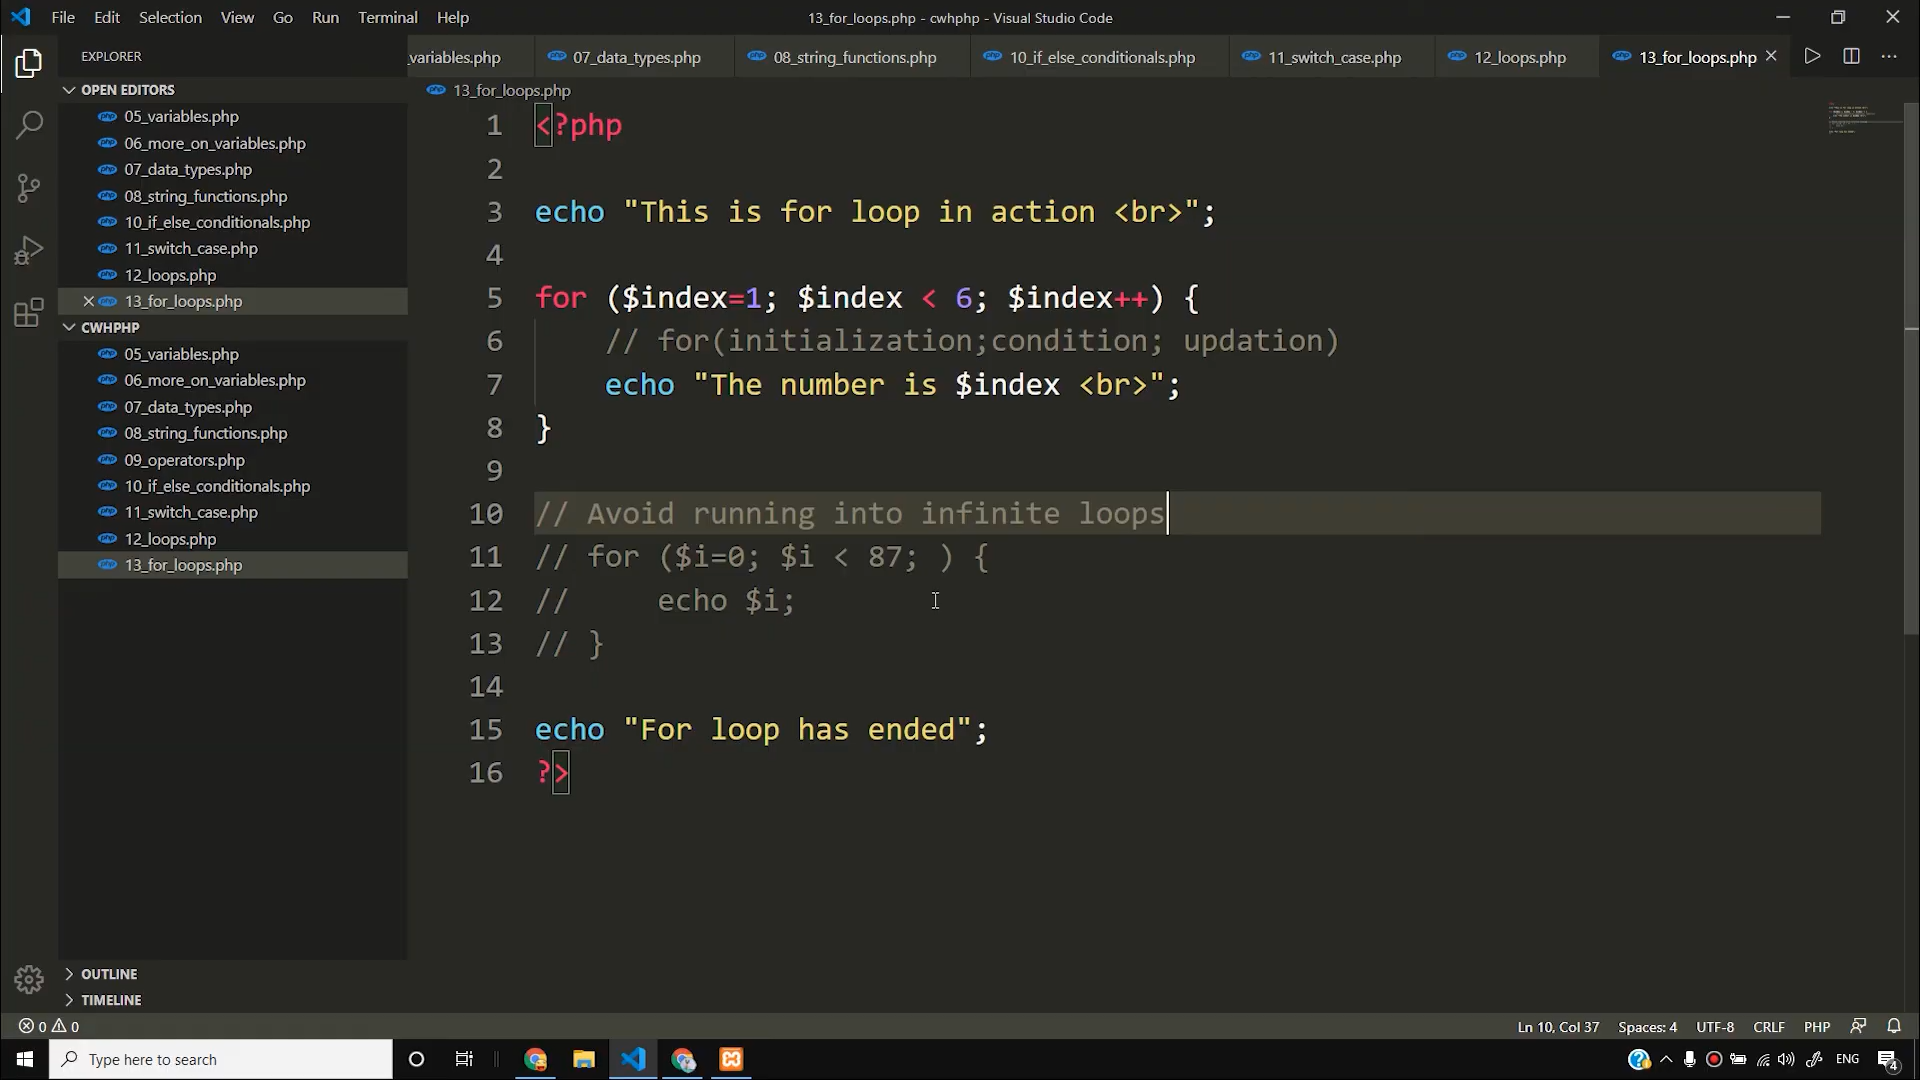 File Edit Selection View Go Run Terminal Help
13_for_loops.php - cwhphp - Visual Studio Code
EXPLORER
OPEN EDITORS
05_variables.php
06_more_on_variables.php
07_data_types.php
08_string_functions.php
10_if_else_conditionals.php
11_switch_case.php
12_loops.php
13_for_loops.php
CWHPHP
05_variables.php
06_more_on_variables.php
07_data_types.php
08_string_functions.php
09_operators.php
10_if_else_conditionals.php
11_switch_case.php
12_loops.php
13_for_loops.php
OUTLINE
TIMELINE
variables.php 07_data_types.php 08_string_functions.php 10_if_else_conditionals.php 11_switch_case.php 12_loops.php 13_for_loops.php
13_for_loops.php
1 <?php
2
3 echo "This is for loop in action <br>";
4
5 for ($index=1; $index < 6; $index++) {
6 // for(initialization;condition; updation)
7 echo "The number is $index <br>";
8 }
9
10 // Avoid running into infinite loops
11 // for ($i=0; $i < 87; ) {
12 //     echo $i;
13 // }
14
15 echo "For loop has ended";
16 ?>
0 0
Ln 10, Col 37 Spaces: 4 UTF-8 CRLF PHP
Type here to search
ENG
4